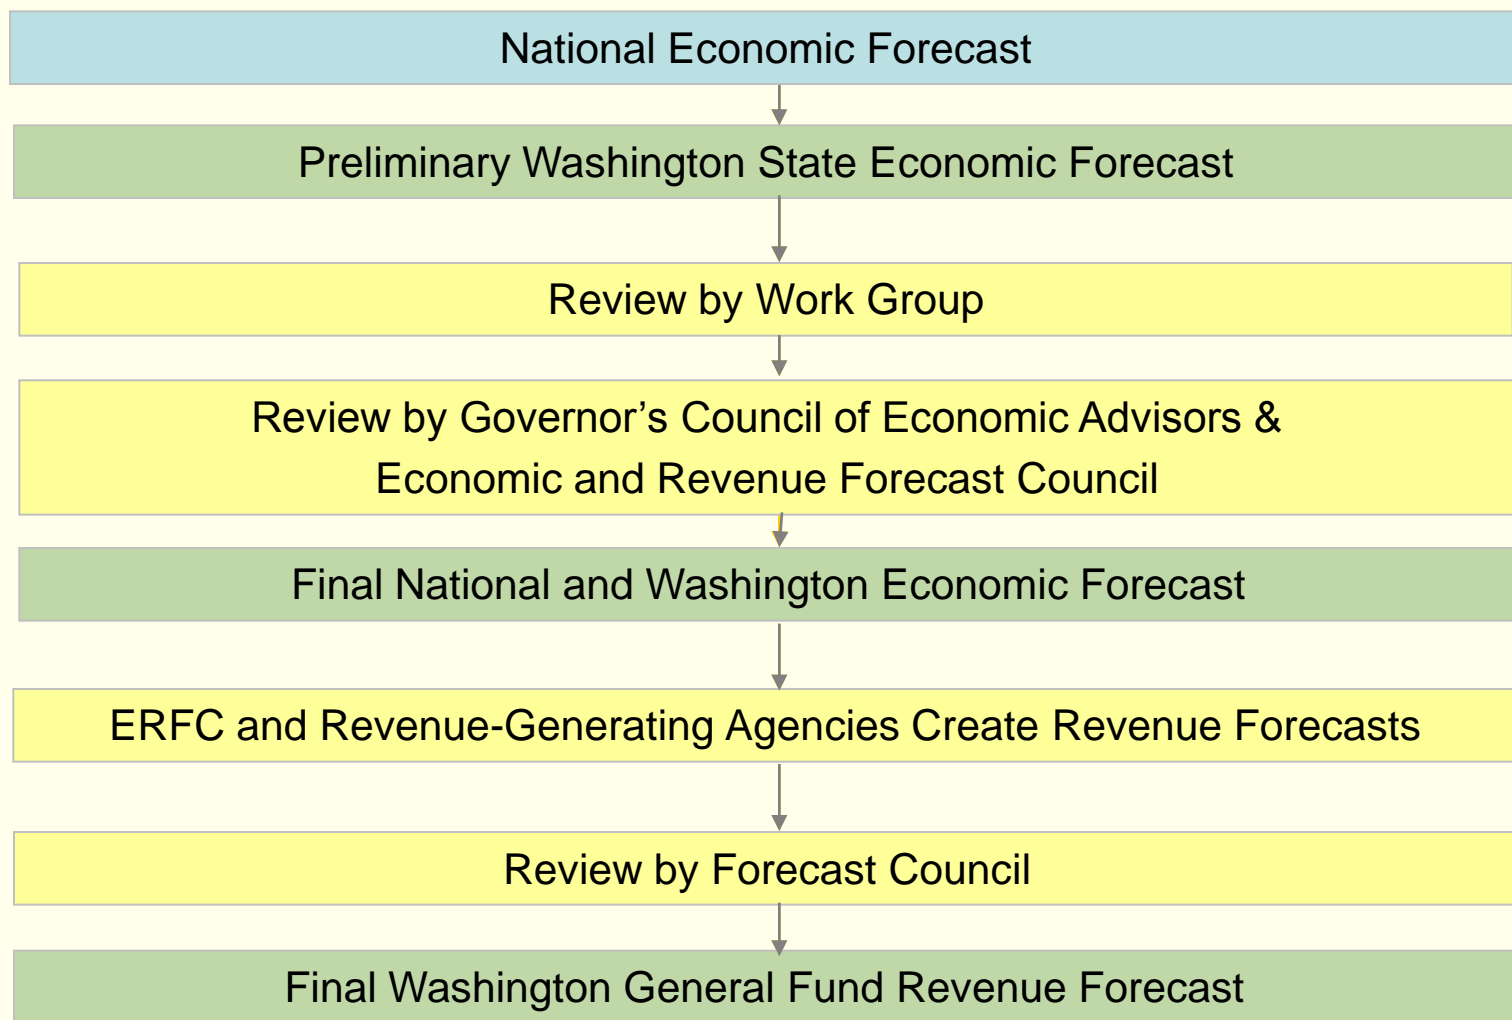 National Economic Forecast
Preliminary Washington State Economic Forecast
Review by Work Group
Review by Governor’s Council of Economic Advisors &
Economic and Revenue Forecast Council
Final National and Washington Economic Forecast
ERFC and Revenue-Generating Agencies Create Revenue Forecasts
Review by Forecast Council
Final Washington General Fund Revenue Forecast